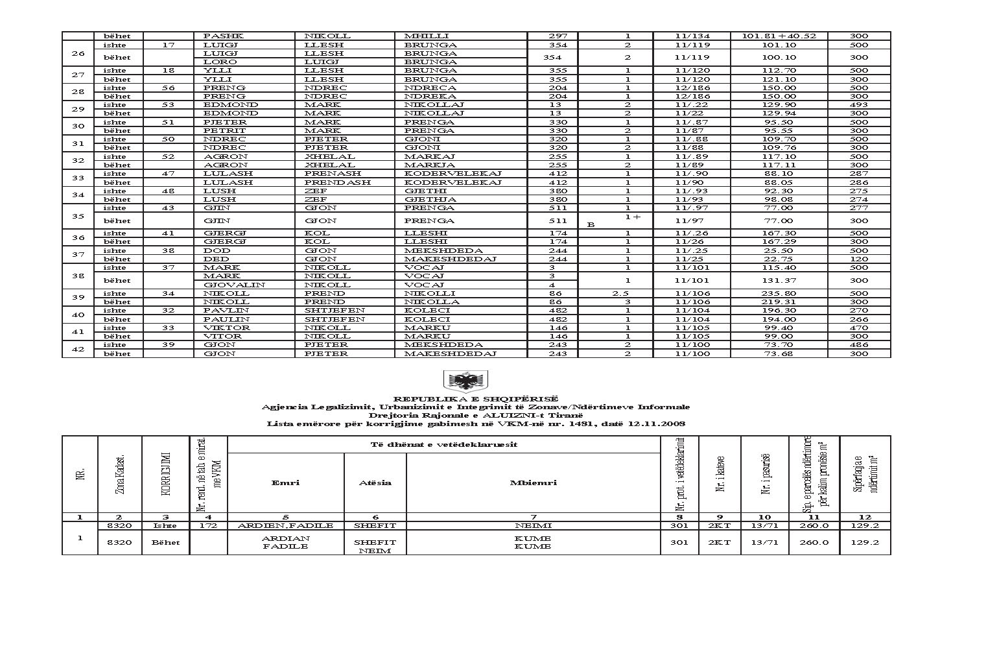 bëhet PASHK NIKOLL MHILLI 297 1 11/134 101.81+40.52 300
26 ishte 17 LUIGJ LLESH BRUNGA 354 2 11/119 101.10 500
bëhet LUIGJ LLESH BRUNGA 354 2 11/119 100.10 300
LORO LUIGJ BRUNGA
27 ishte 18 YLLI LLESH BRUNGA 355 1 11/120 112.70 500
bëhet YLLI LLESH BRUNGA 355 1 11/120 121.10 300
28 ishte 56 PRENG NDREC NDRECA 204 1 12/186 150.00 500
bëhet PRENG NDREC NDREKA 204 1 12/186 150.00 300
29 ishte 53 EDMOND MARK NIKOLLAJ 13 2 11/.22 129.90 493
bëhet EDMOND MARK NIKOLLAJ 13 2 11/22 129.94 300
30 ishte 51 PJETER MARK PRENGA 330 1 11/.87 95.50 500
bëhet PETRIT MARK PRENGA 330 2 11/87 95.55 300
31 ishte 50 NDREC PJETER GJONI 320 1 11/.88 109.70 500
bëhet NDREC PJETER GJONI 320 2 11/88 109.76 300
32 ishte 52 AGRON XHELAL MARKAJ 255 1 11/.89 117.10 500
bëhet AGRON XHELAL MARKJA 255 2 11/89 117.11 300
33 ishte 47 LULASH PRENASH KODERVELEKAJ 412 1 11/.90 88.10 287
bëhet LULASH PRENDASH KODERVELEKAJ 412 1 11/90 88.05 286
34 ishte 48 LUSH ZEF GJETHI 380 1 11/.93 92.30 275
bëhet LUSH ZEF GJETHJA 380 1 11/93 98.08 274
35 ishte 43 GJIN GJON PRENGA 511 1 11/.97 77.00 277
bëhet GJIN GJON PRENGA 511 1+ 11/97 77.00 300
B
36 ishte 41 GJERGJ KOL LLESHI 174 1 11/.26 167.30 500
bëhet GJERGJ KOL LLESHI 174 1 11/26 167.29 300
37 ishte 38 DOD GJON MEKSHDEDA 244 1 11/.25 25.50 500
bëhet DED GJON MAKESHDEDAJ 244 1 11/25 22.75 120
38 ishte 37 MARK NIKOLL VOCAJ 3 1 11/101 115.40 500
bëhet MARK NIKOLL VOCAJ 3 1 11/101 131.37 300
GJOVALIN NIKOLL VOCAJ 4
39 ishte 34 NIKOLL PREND NIKOLLI 86 2.5 11/106 235.80 500
bëhet NIKOLL PREND NIKOLLA 86 3 11/106 219.31 300
40 ishte 32 PAVLIN SHTJEFEN KOLECI 482 1 11/104 196.30 270
bëhet PAULIN SHTJEFEN KOLECI 482 1 11/104 194.00 266
41 ishte 33 VIKTOR NIKOLL MARKU 146 1 11/105 99.40 470
bëhet VITOR NIKOLL MARKU 146 1 11/105 99.00 300
42 ishte 39 GJON PJETER MEKSHDEDA 243 2 11/100 73.70 486
bëhet GJON PJETER MAKESHDEDAJ 243 2 11/100 73.68 300
REPUBLIKA E SHQIPËRISË
Agjencia Legalizimit, Urbanizimit e Integrimit të Zonave/Ndërtimeve Informale
Drejtoria Rajonale e ALUIZNI-t Tiranë
Lista emërore për korrigjime gabimesh në VKM-në nr. 1481, datë 12.11.2008
NR.
Zona Kadast.
KORRIGJIMI
Nr. rend. në tab. e mirat.
me VKM
Të dhënat e vetëdeklaruesit
Emri Atësia Mbiemri
Nr. prot. i vetëdeklarimit
Nr. i kateve
Nr. i pasurisë
Sip. e parcelës ndërtimore
për kalim pronësie m²
Sipërfaqja e
ndërtimit m²
1 2 3 4 5 6 7 8 9 10 11 12
1 8320 Ishte 172 ARDIEN,FADILE SHEFIT NEIMI 301 2KT 13/71 260.0 129.2
8320 Bëhet ARDIAN SHEFIT KUME 301 2KT 13/71 260.0 129.2
FADILE NEIM KUME